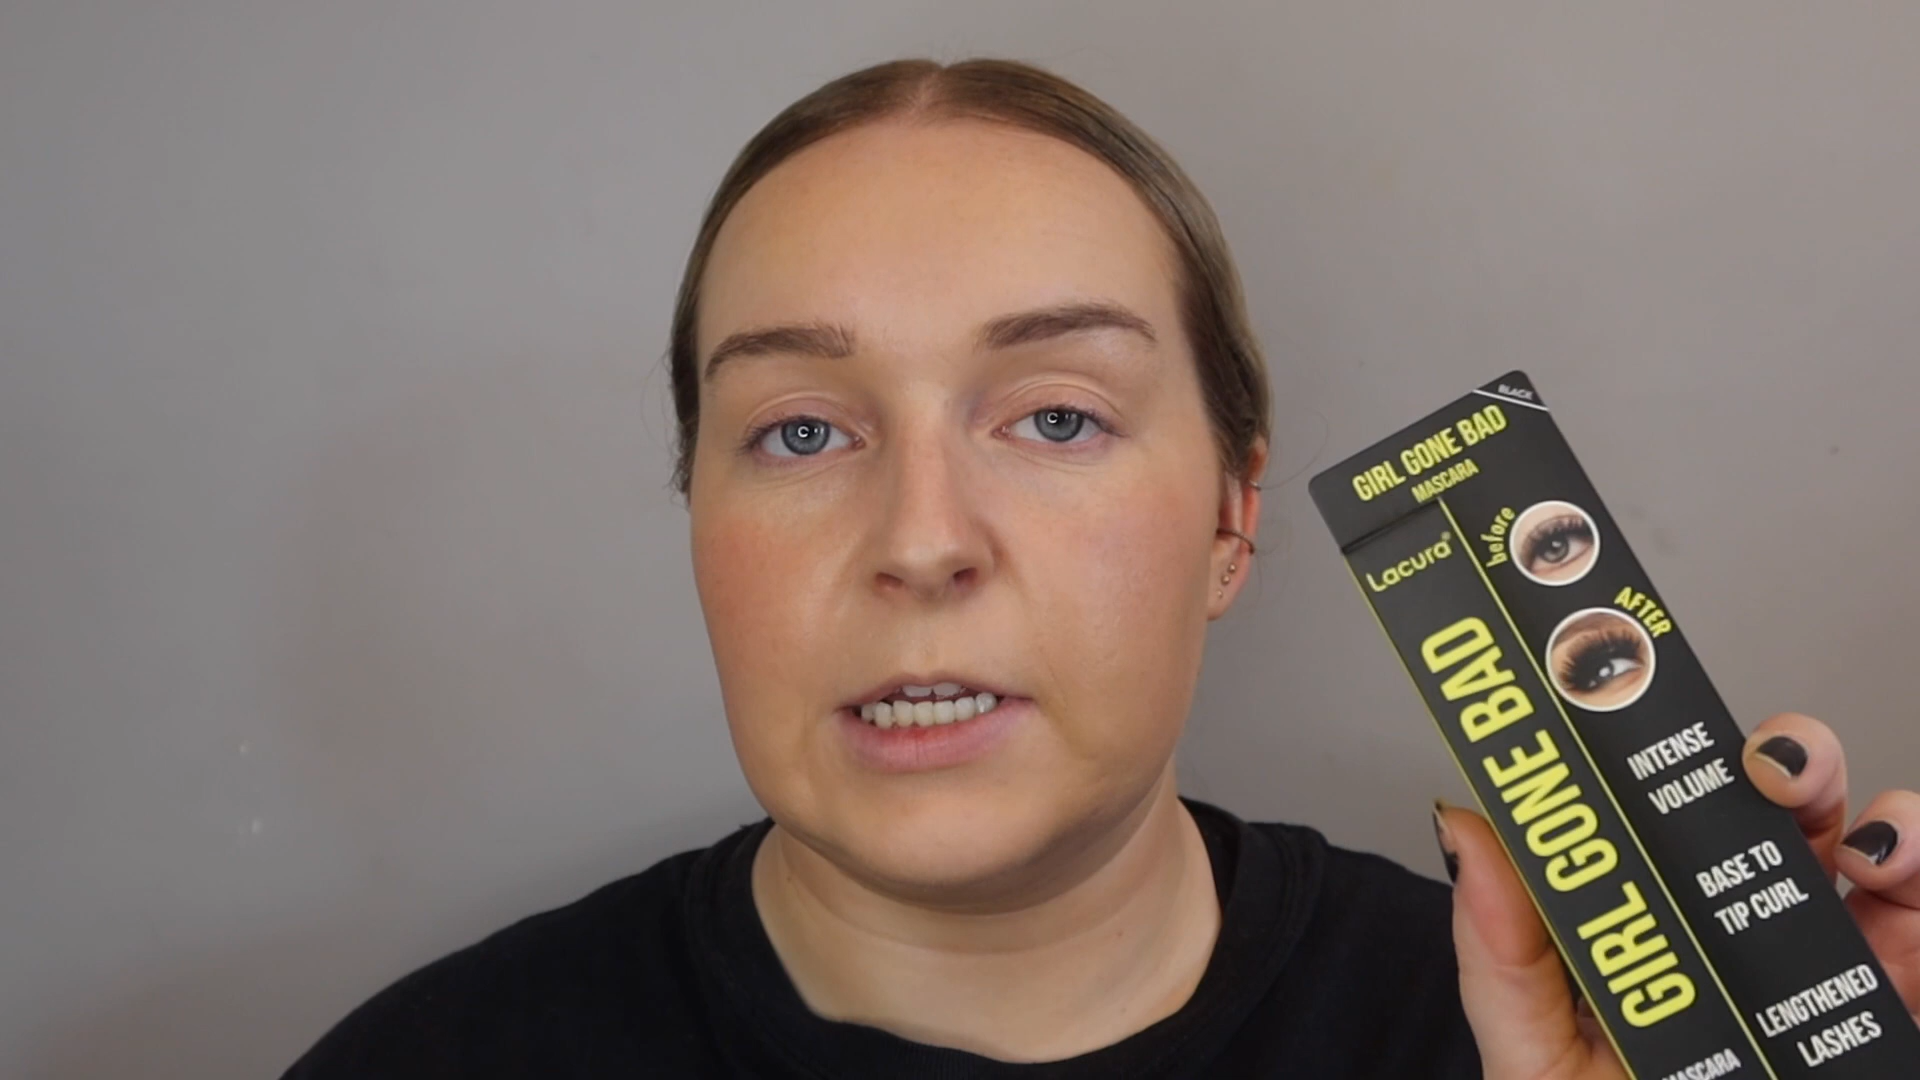 BLACK
GIRL GONE BAD
MASCARA
Lacura®
GIRL GONE BAD
MASCARA
before
AFTER
INTENSE
VOLUME
BASE TO
TIP CURL
LENGTHENED
LASHES